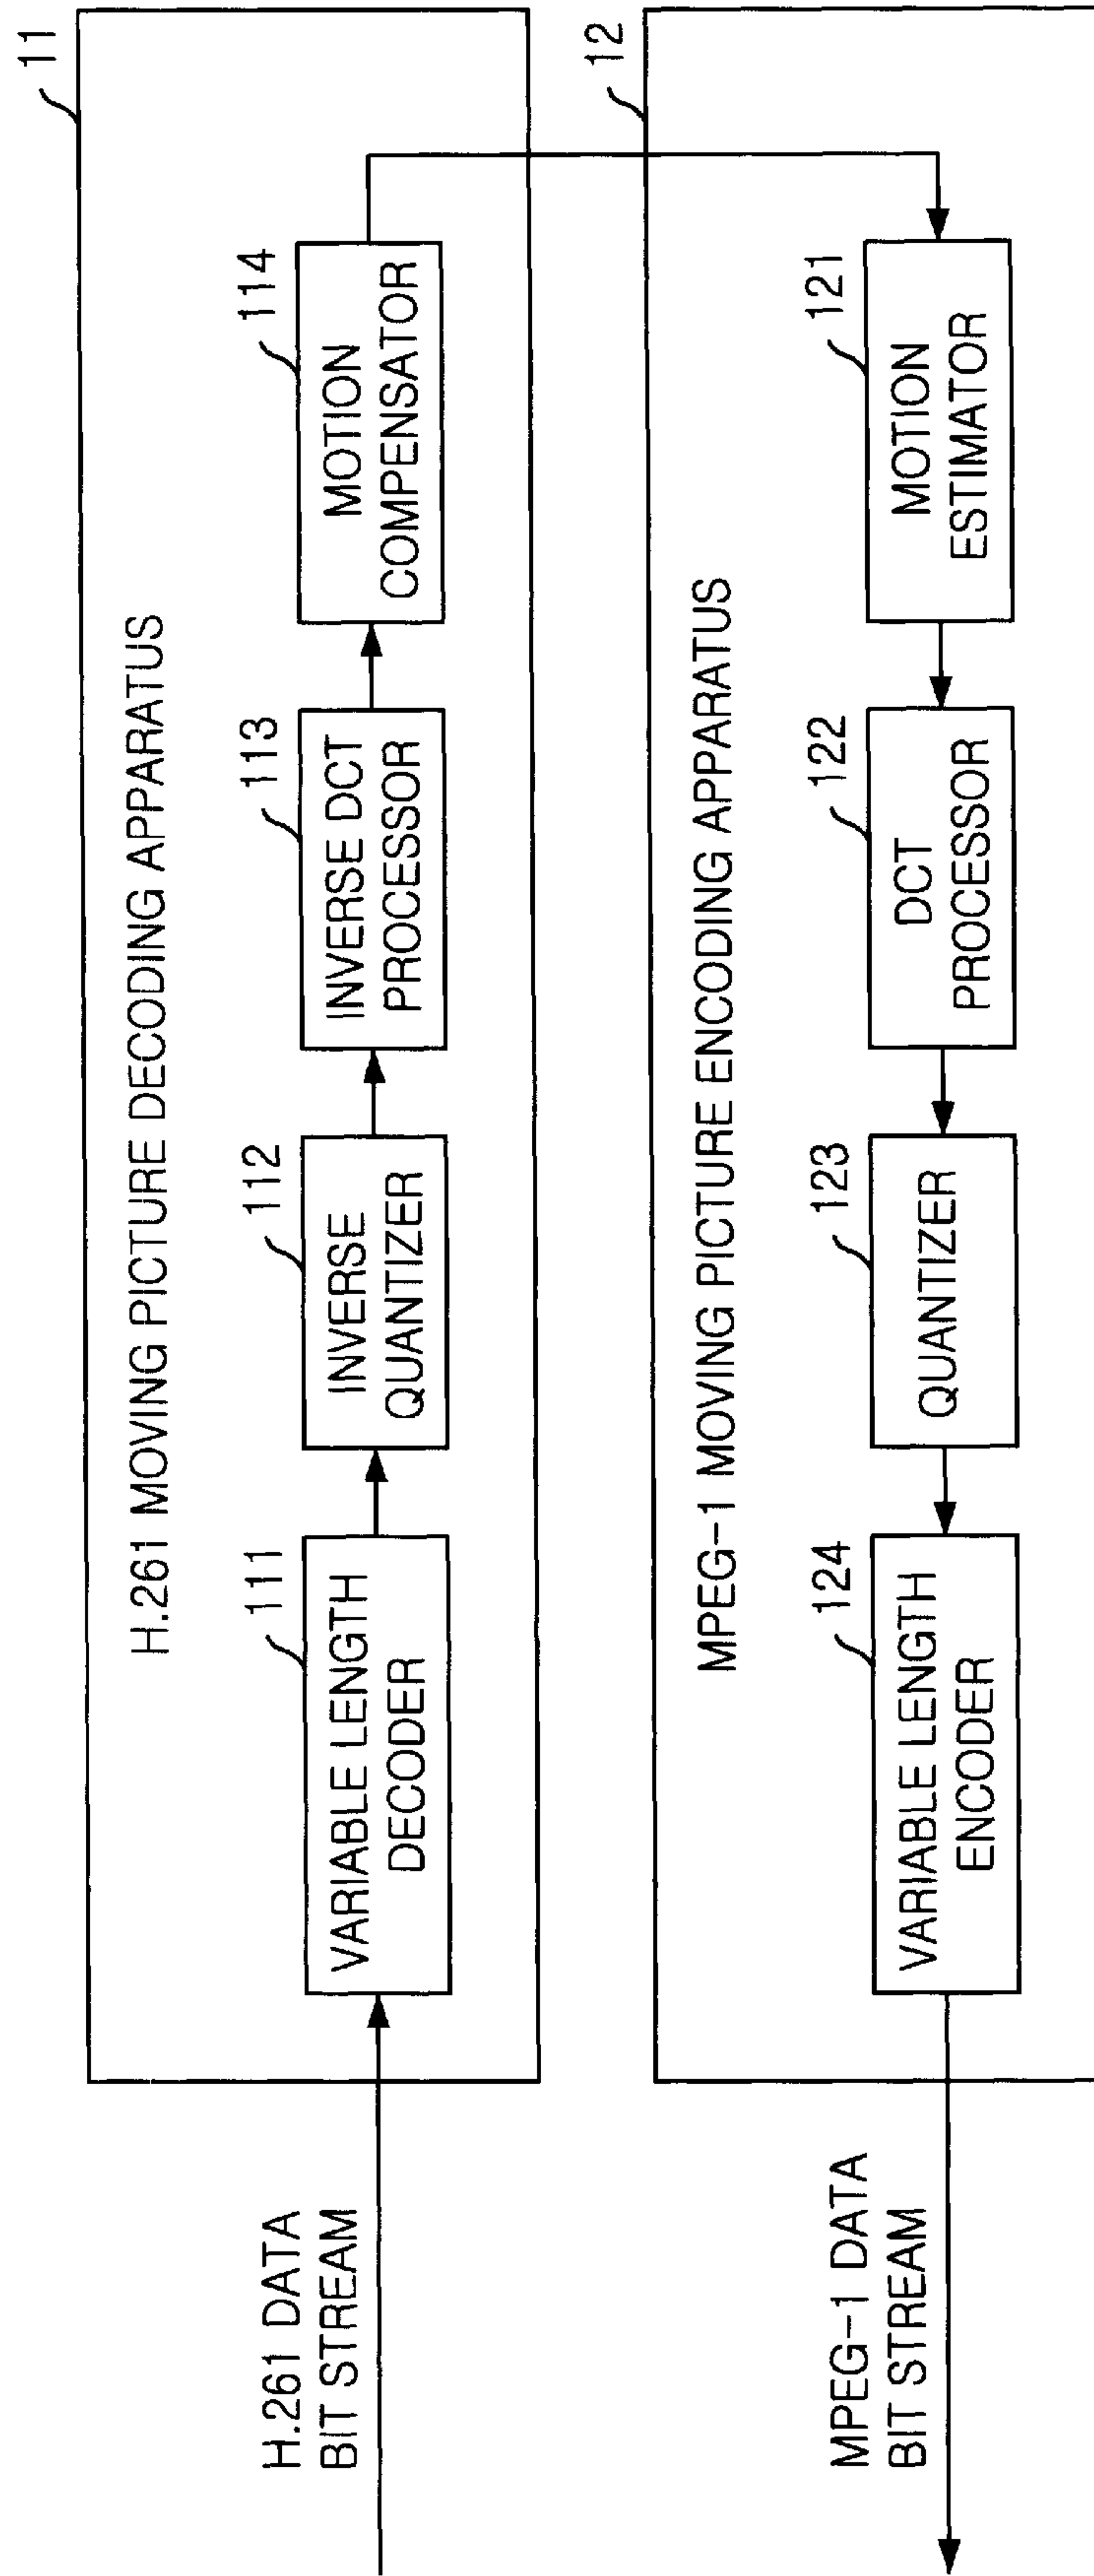 11
H.261 MOVING PICTURE DECODING APPARATUS
H.261 DATA
BIT STREAM
111
VARIABLE LENGTH
DECODER
112
INVERSE
QUANTIZER
113
INVERSE DCT
PROCESSOR
114
MOTION
COMPENSATOR
12
MPEG-1 MOVING PICTURE ENCODING APPARATUS
MPEG-1 DATA
BIT STREAM
124
VARIABLE LENGTH
ENCODER
123
QUANTIZER
122
DCT
PROCESSOR
121
MOTION
ESTIMATOR